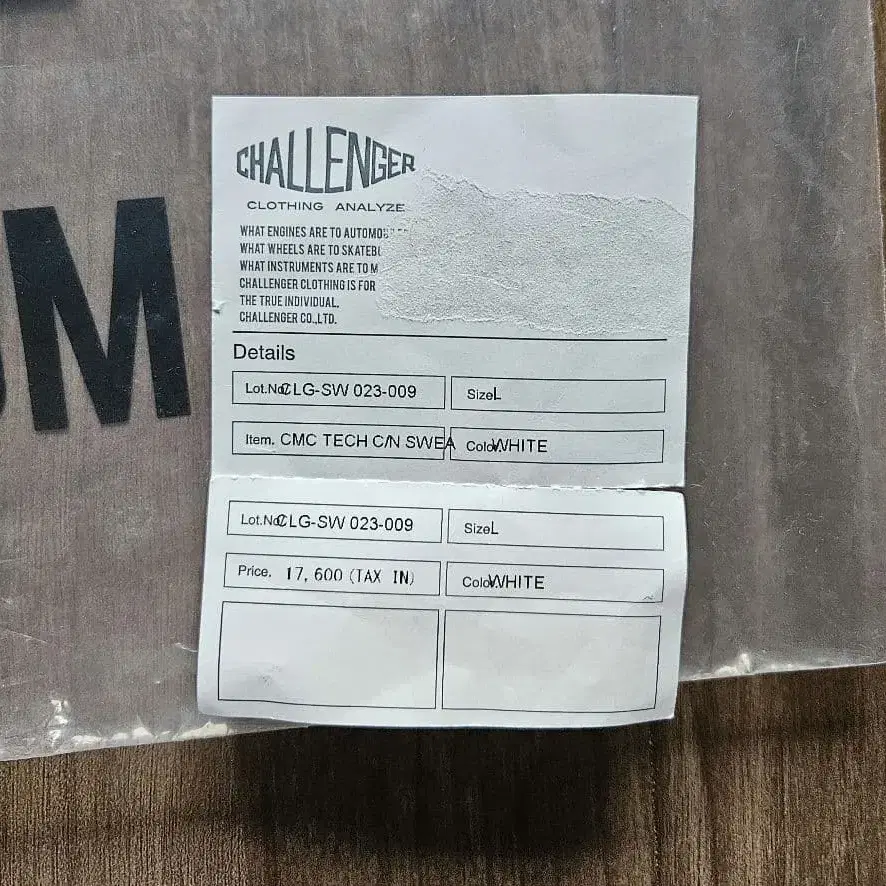 CHALLENGER
CLOTHING ANALYZE
WHAT ENGINES ARE TO
WHAT WHEELS ARE TO
WHAT INSTRUMENTS ARE TO
CHALLENGER CLOTHING IS FOR
THE TRUE INDIVIDUAL.
CHALLENGER CO.,LTD.
Details
Lot.No. CLG-SW 023-009 Size L
Item. CMC TECH C/N SWEA Color. WHITE
Lot.No. CLG-SW 023-009 Size L
Price. 17,600 (TAX IN) Color. WHITE
M